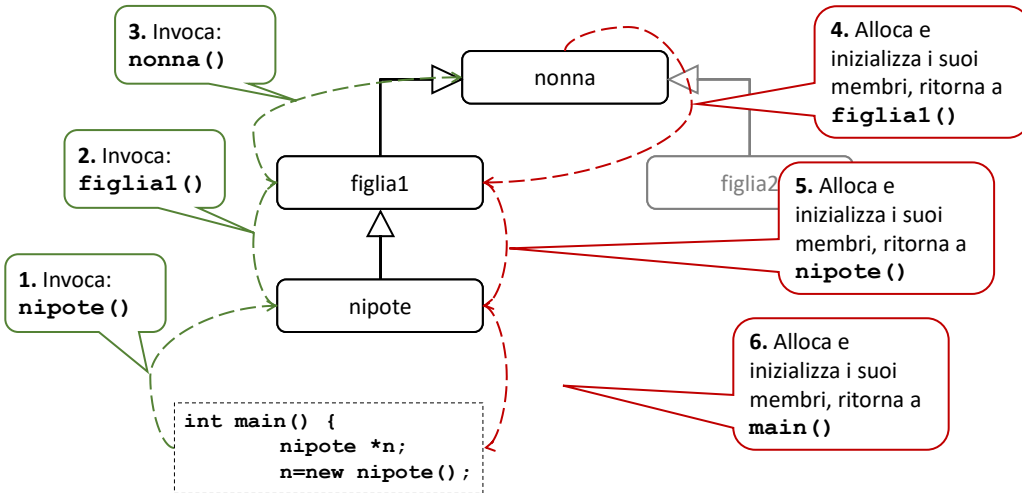 3. Invoca:
nonna()
nonna
4. Alloca e
inizializza i suoi
membri, ritorna a
figlia1()
2. Invoca:
figlia1()
figlia1
figlia2
5. Alloca e
inizializza i suoi
membri, ritorna a
nipote()
1. Invoca:
nipote()
nipote
6. Alloca e
inizializza i suoi
membri, ritorna a
main()
int main() {
nipote *n;
n=new nipote();